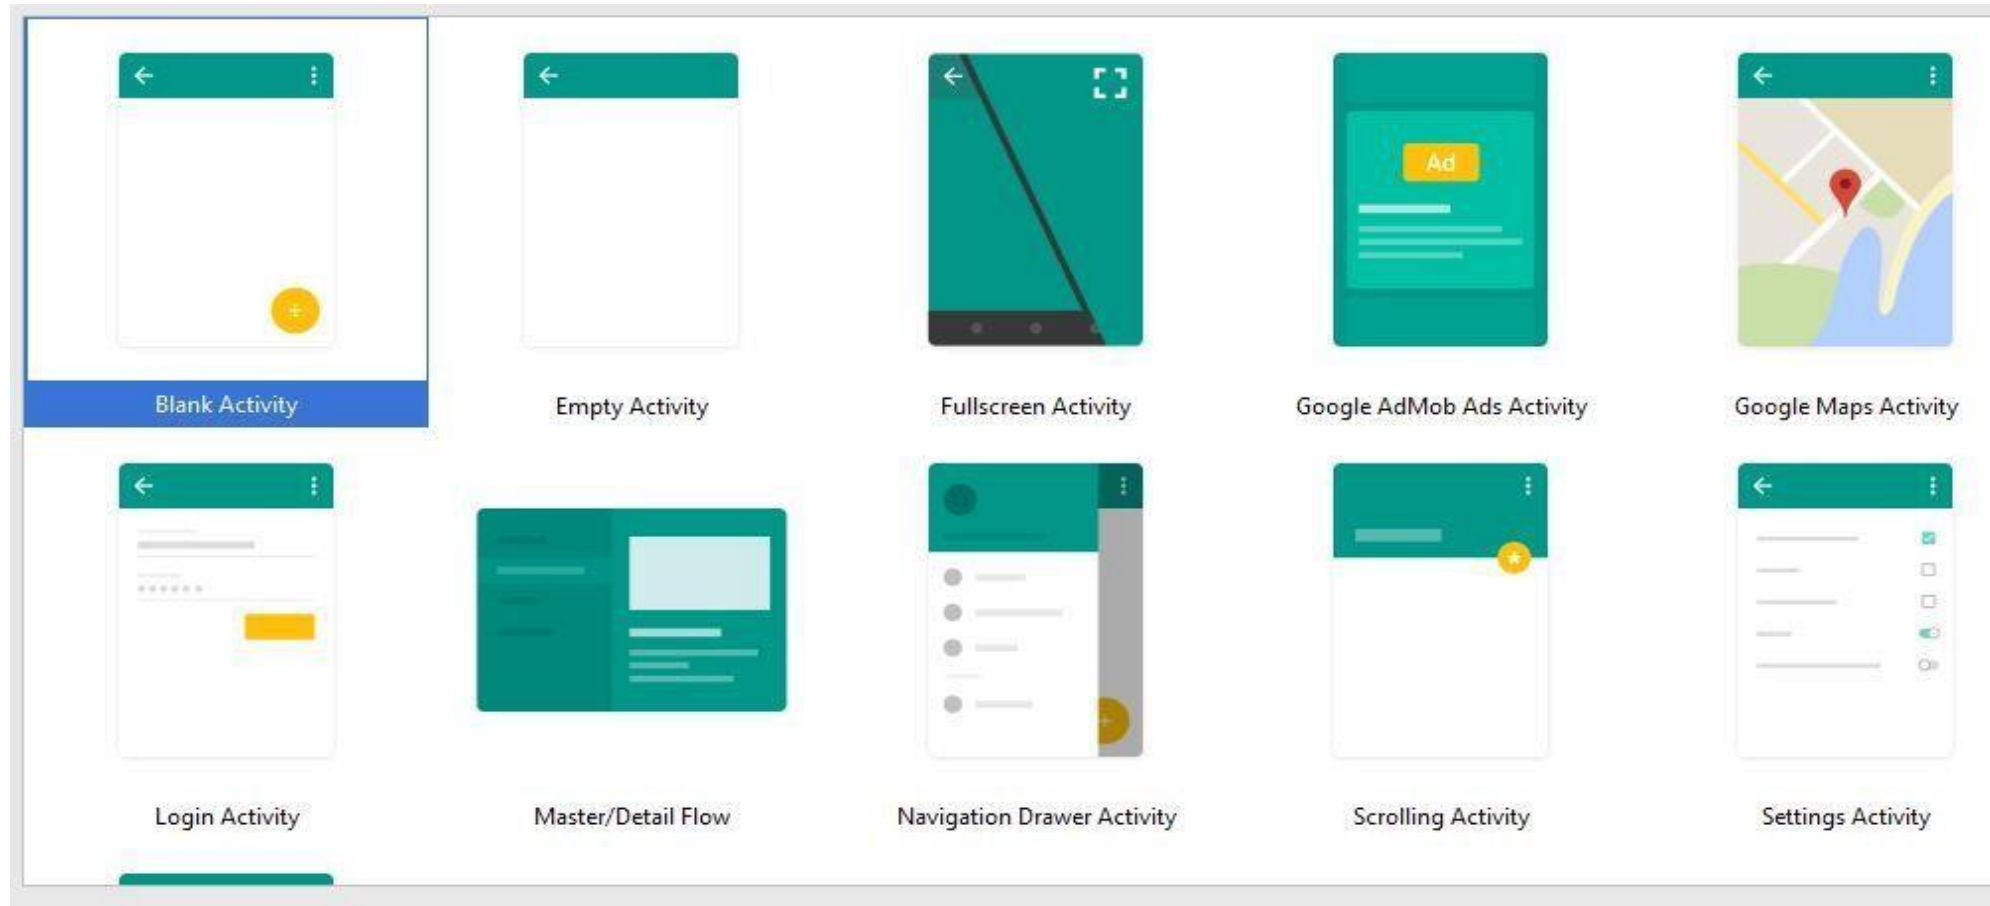 Ad
Blank Activity
Empty Activity
Fullscreen Activity
Google AdMob Ads Activity
Google Maps Activity
Login Activity
Master/Detail Flow
Navigation Drawer Activity
Scrolling Activity
Settings Activity